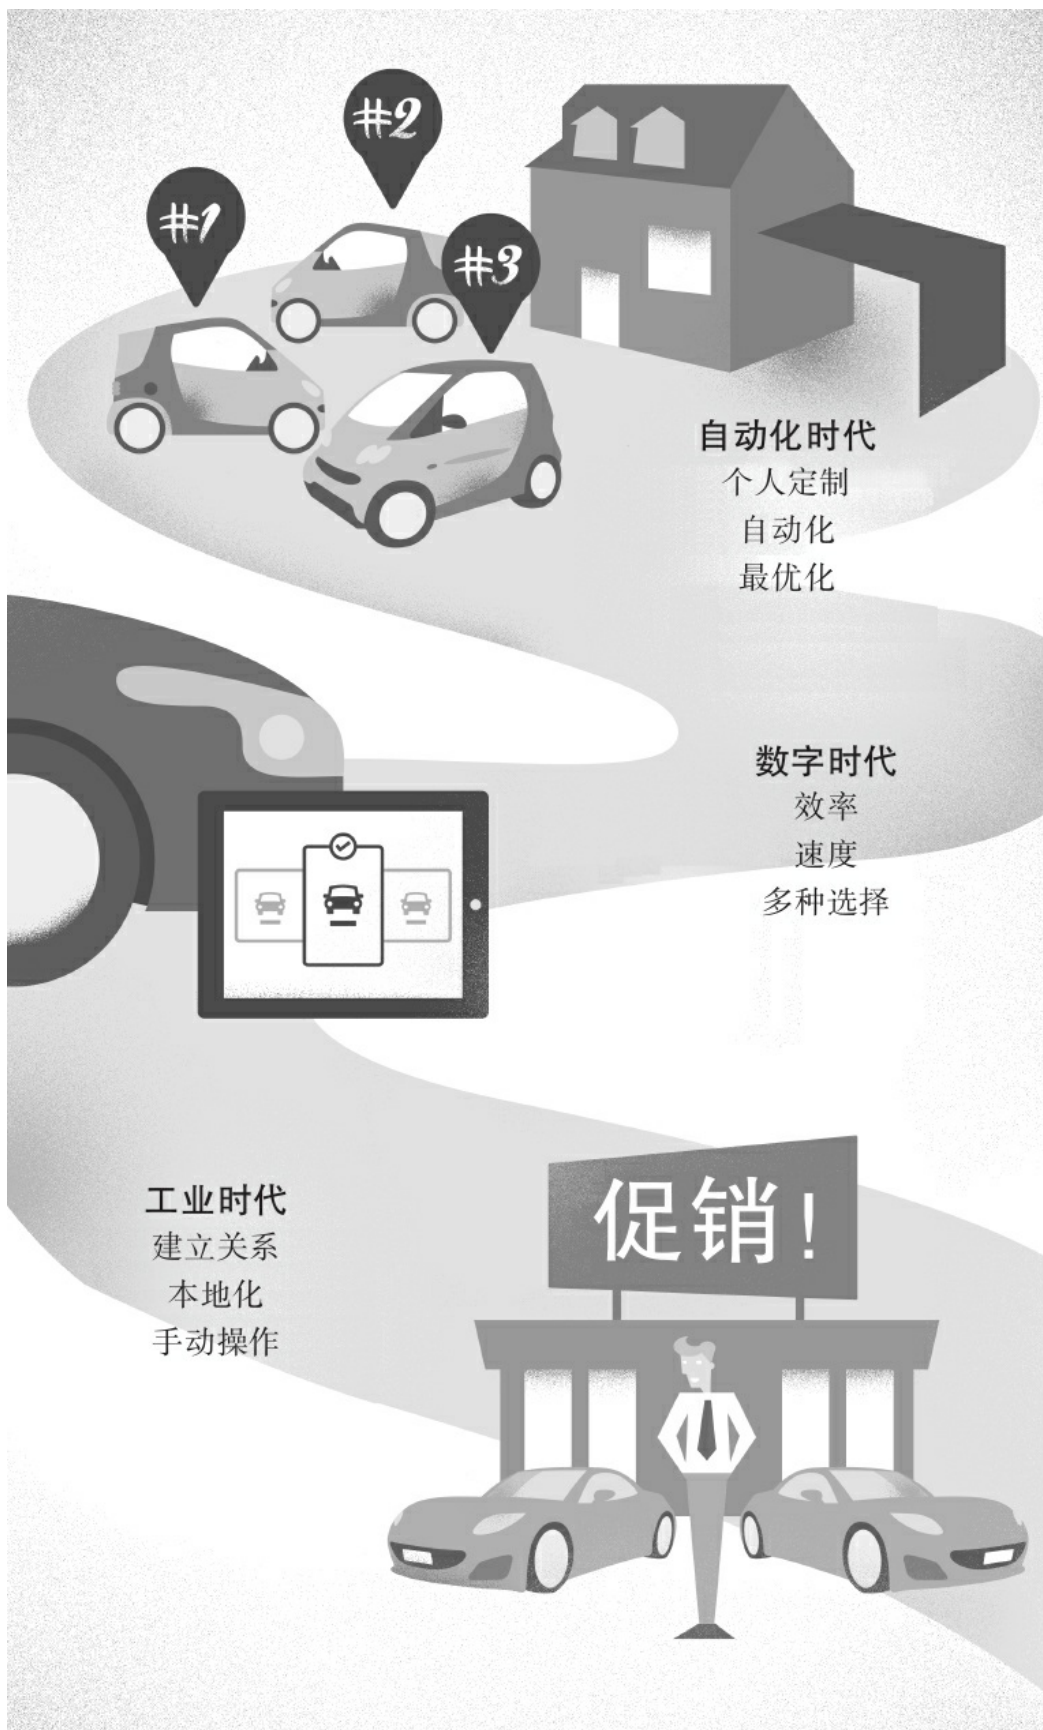 #2
#1
#3
自动化时代
个人定制
自动化
最优化
数字时代
效率
速度
多种选择
工业时代
建立关系
本地化
手动操作
促销！